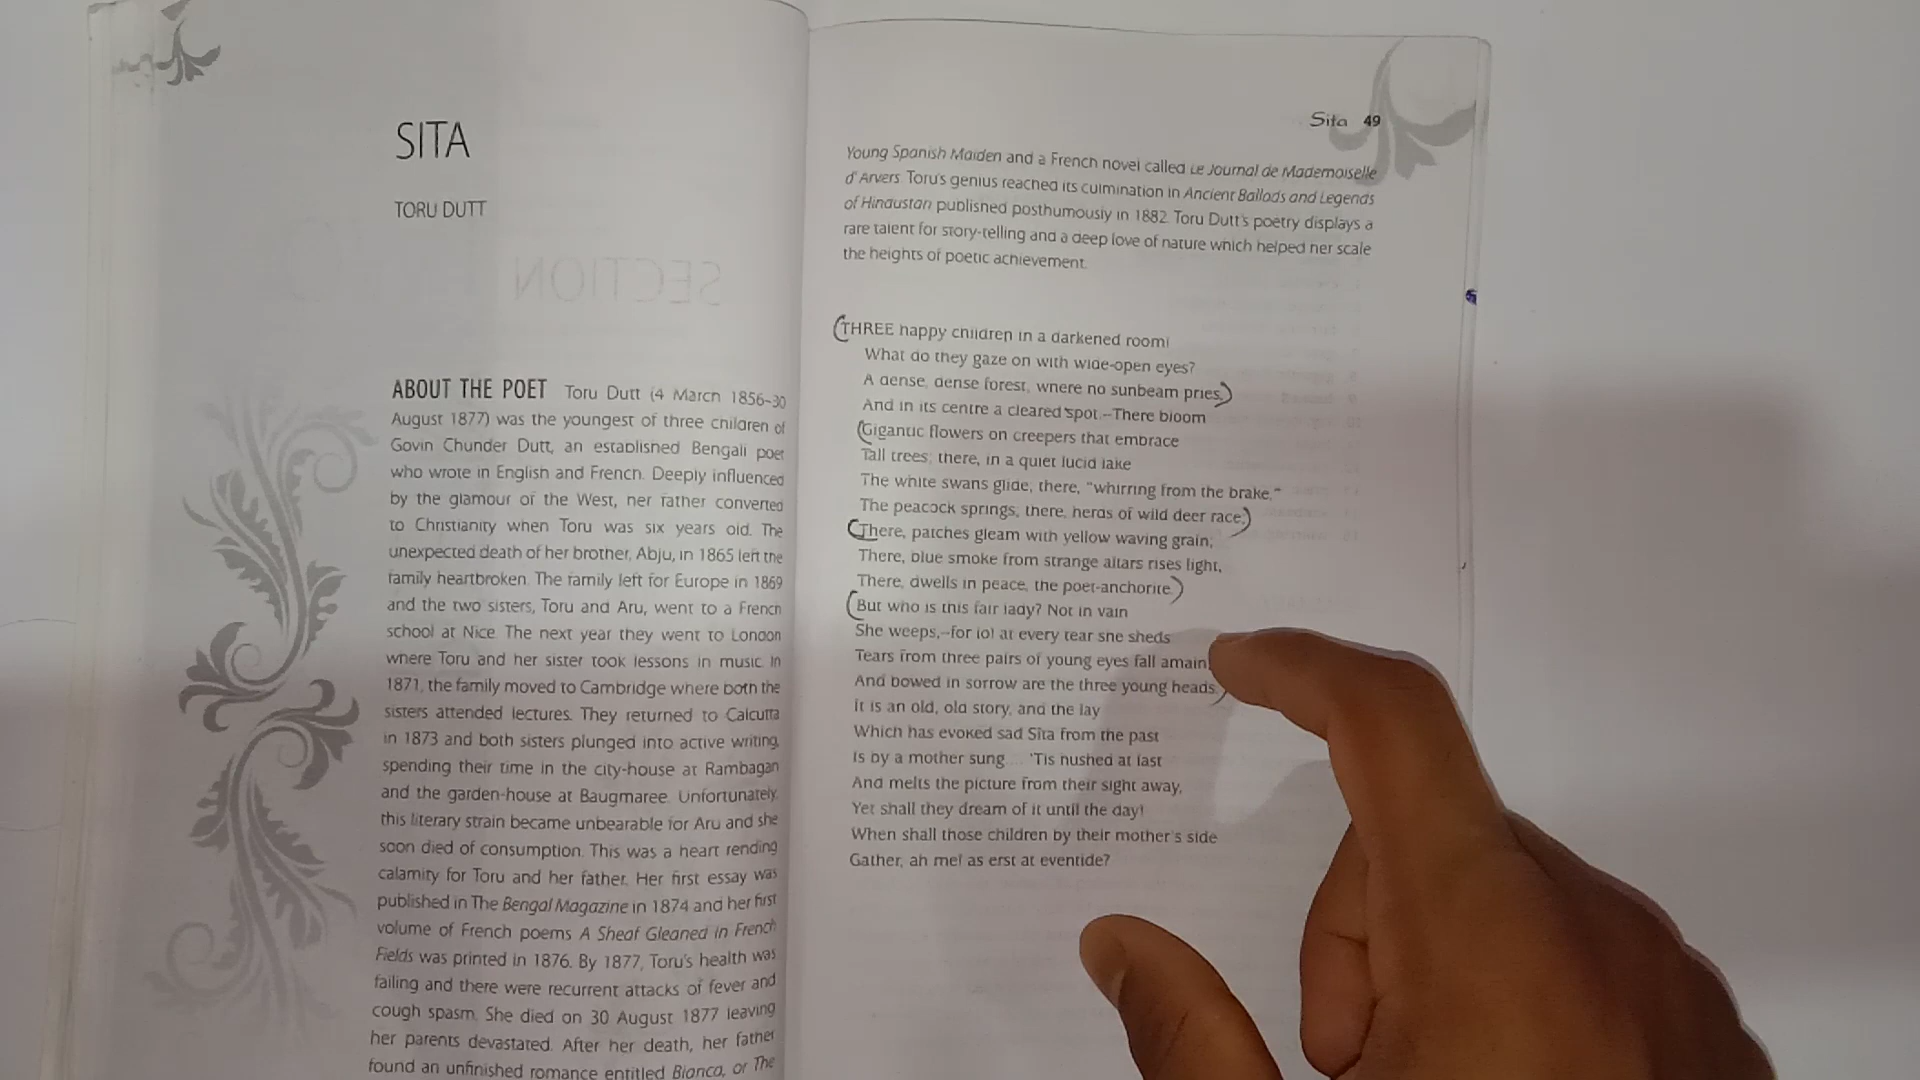 SITA
TORU DUTT
ABOUT THE POET Toru Dutt (4 March 1856–30
August 1877) was the youngest of three children of
Govin Chunder Dutt, an established Bengali poet
who wrote in English and French. Deeply influenced
by the glamour of the West, her father converted
to Christianity when Toru was six years old. The
unexpected death of her brother, Abju, in 1865 left the
family heartbroken. The family left for Europe in 1869
and the two sisters, Toru and Aru, went to a French
school at Nice. The next year they went to London
where Toru and her sister took lessons in music. In
1871, the family moved to Cambridge where both the
sisters attended lectures. They returned to Calcutta
in 1873 and both sisters plunged into active writing,
spending their time in the city-house at Rambagan
and the garden-house at Baugmaree. Unfortunately,
this literary strain became unbearable for Aru and she
soon died of consumption. This was a heart rending
calamity for Toru and her father. Her first essay was
published in The Bengal Magazine in 1874 and her first
volume of French poems A Sheaf Gleaned in French
Fields was printed in 1876. By 1877, Toru's health was
failing and there were recurrent attacks of fever and
cough spasm. She died on 30 August 1877 leaving
her parents devastated. After her death, her father
found an unfinished romance entitled Bianca, or The
Sita 49
Young Spanish Maiden and a French novel called Le Journal de Mademoiselle
d'Arvers. Toru's genius reached its culmination in Ancient Ballads and Legends
of Hindustan published posthumously in 1882. Toru Dutt's poetry displays a
rare talent for story-telling and a deep love of nature which helped her scale
the heights of poetic achievement.
THREE happy children in a darkened room!
What do they gaze on with wide-open eyes?
A dense, dense forest, where no sunbeam pries,
And in its centre a cleared spot.–There bloom
Gigantic flowers on creepers that embrace
Tall trees; there, in a quiet lucid lake
The white swans glide; there, "whirring from the brake,"
The peacock springs; there, herds of wild deer race;
There, patches gleam with yellow waving grain;
There, blue smoke from strange altars rises light,
There, dwells in peace, the poet-anchorite.
But who is this fair lady? Not in vain
She weeps,–for lo! at every tear she sheds
Tears from three pairs of young eyes fall amain,
And bowed in sorrow are the three young heads.
It is an old, old story, and the lay
Which has evoked sad Sîta from the past
Is by a mother sung.... 'Tis hushed at last
And melts the picture from their sight away,
Yet shall they dream of it until the day!
When shall those children by their mother's side
Gather, ah me! as erst at eventide?
SECTION